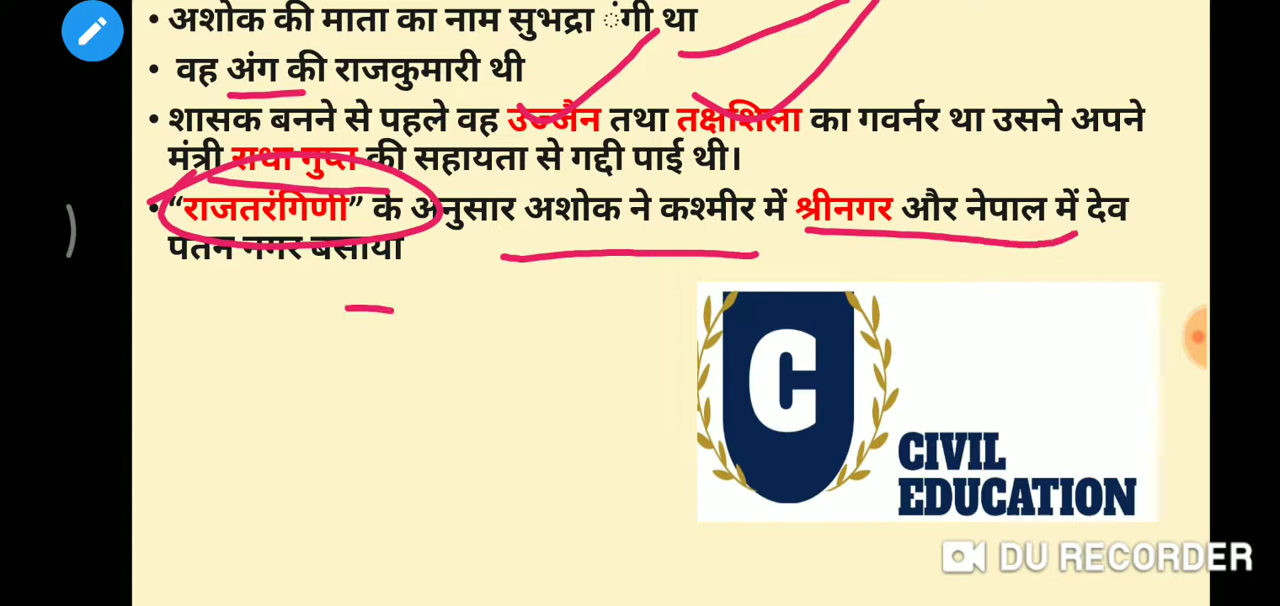 • अशोक की माता का नाम सुभद्रा ंगी था
• वह अंग की राजकुमारी थी
• शासक बनने से पहले वह उज्जैन तथा तक्षशिला का गवर्नर था उसने अपने
मंत्री राधा गुप्त की सहायता से गद्दी पाई थी।
• “राजतरंगिणी” के अनुसार अशोक ने कश्मीर में श्रीनगर और नेपाल में देव
पतन नगर बसाया
C
CIVIL
EDUCATION
DU RECORDER